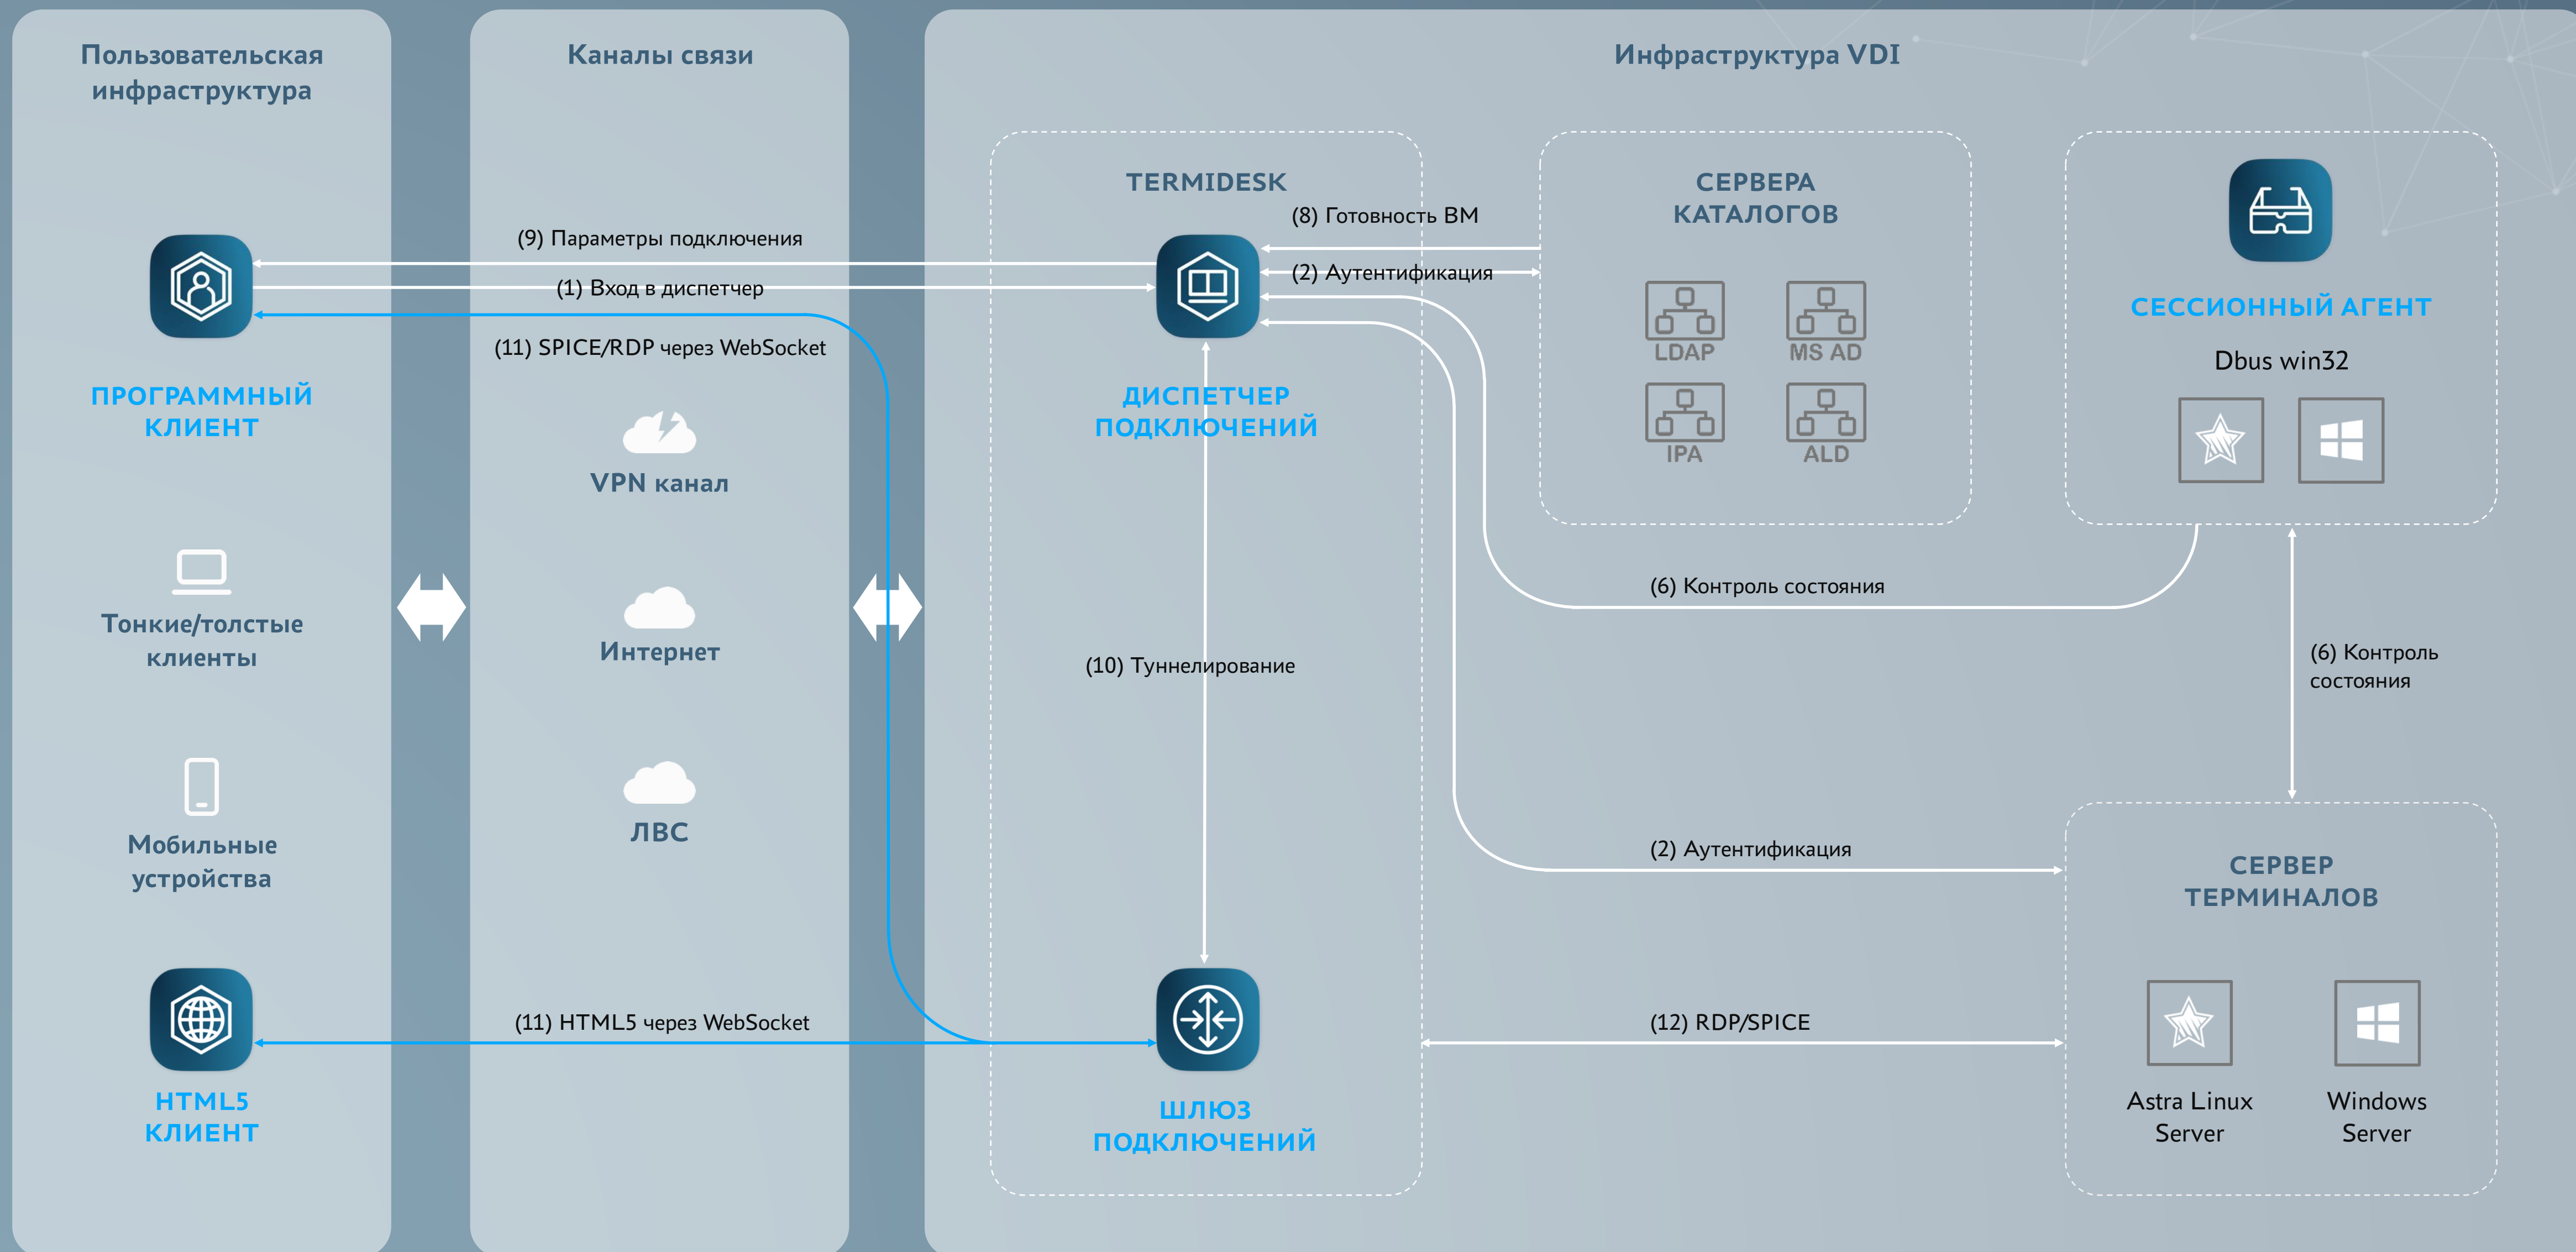 Пользовательская
инфраструктура
Каналы связи
Инфраструктура VDI
TERMIDESK
СЕРВЕРА
КАТАЛОГОВ
(8) Готовность ВМ
(9) Параметры подключения
(2) Аутентификация
(1) Вход в диспетчер
(11) SPICE/RDP через WebSocket
LDAP
MS AD
IPA
ALD
СЕССИОННЫЙ АГЕНТ
Dbus win32
ПРОГРАММНЫЙ
КЛИЕНТ
ДИСПЕТЧЕР
ПОДКЛЮЧЕНИЙ
VPN канал
(6) Контроль состояния
Тонкие/толстые
клиенты
Интернет
(10) Туннелирование
(6) Контроль
состояния
Мобильные
устройства
ЛВС
(2) Аутентификация
СЕРВЕР
ТЕРМИНАЛОВ
(11) HTML5 через WebSocket
(12) RDP/SPICE
HTML5
КЛИЕНТ
ШЛЮЗ
ПОДКЛЮЧЕНИЙ
Astra Linux
Server
Windows
Server